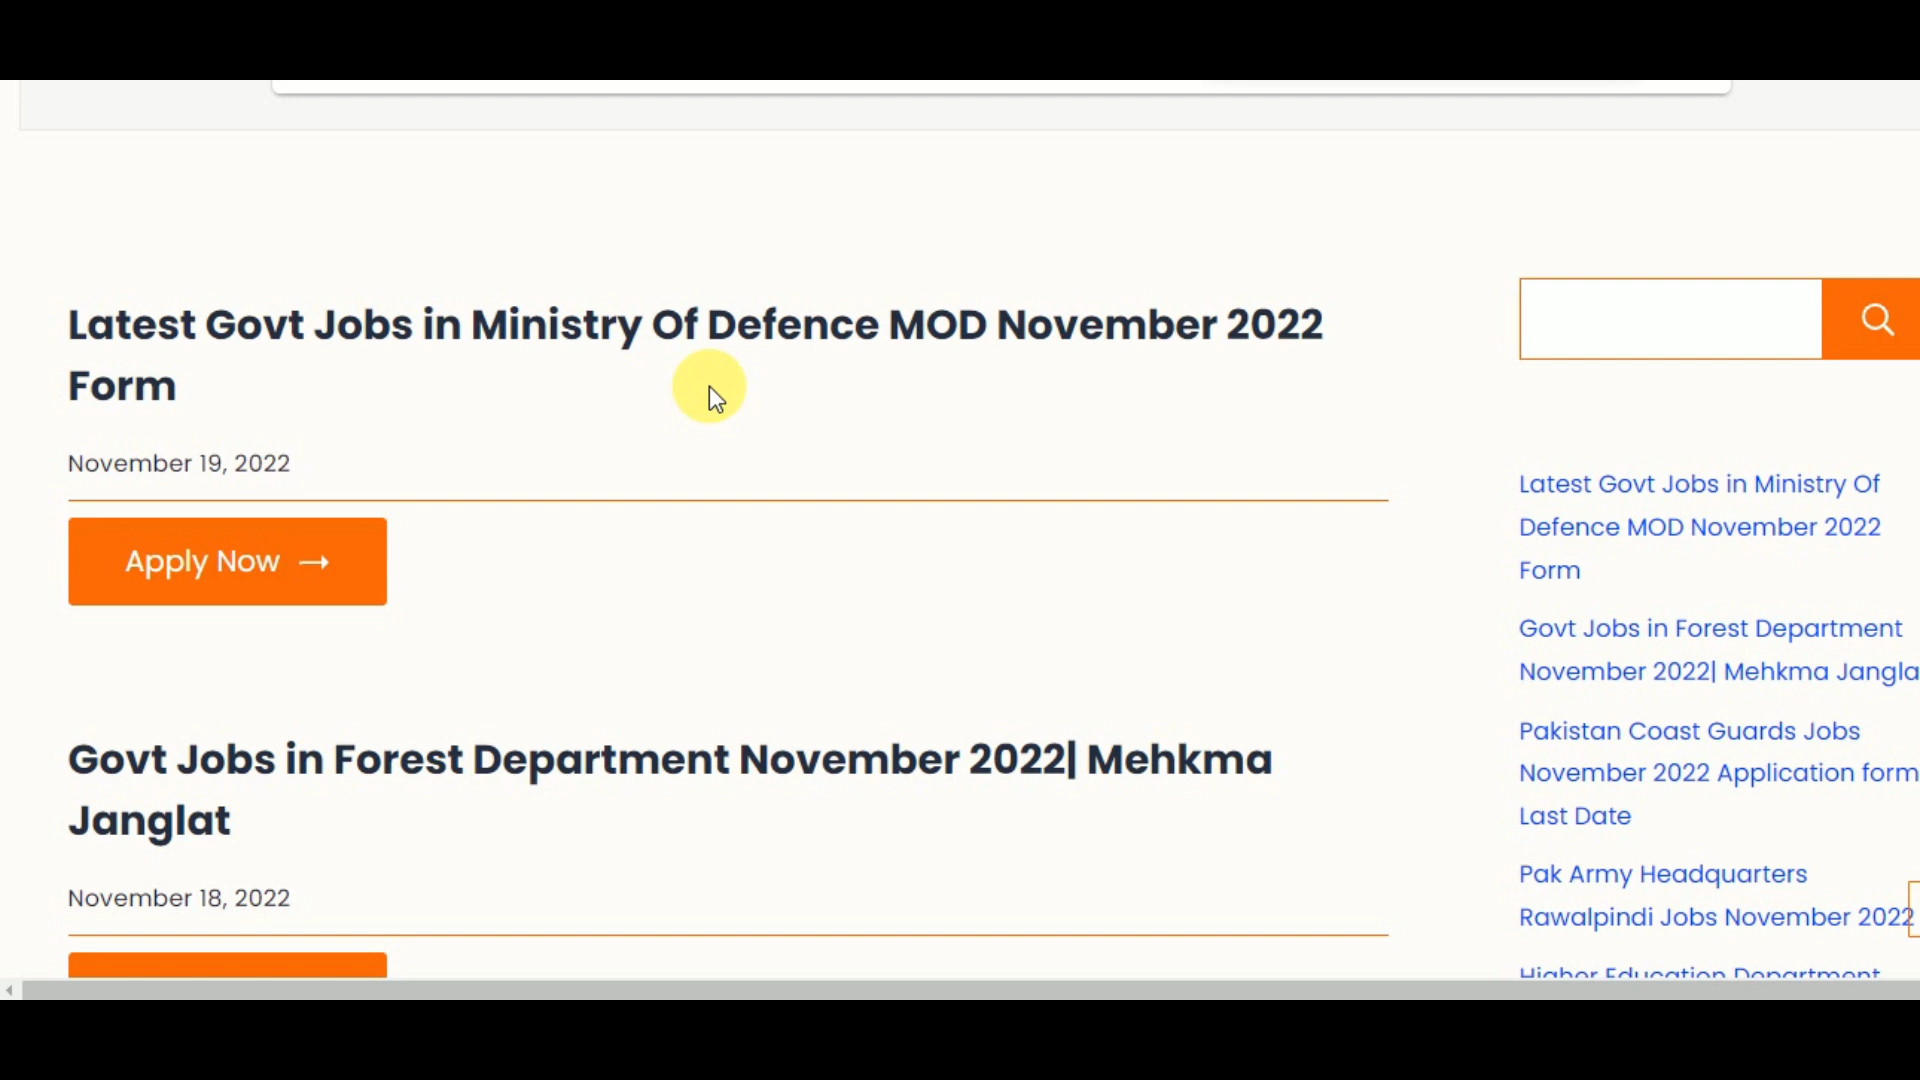 Latest Govt Jobs in Ministry Of Defence MOD November 2022
Form
November 19, 2022
Apply Now →
Govt Jobs in Forest Department November 2022| Mehkma
Janglat
November 18, 2022
Latest Govt Jobs in Ministry Of
Defence MOD November 2022
Form
Govt Jobs in Forest Department
November 2022| Mehkma Jangla
Pakistan Coast Guards Jobs
November 2022 Application form
Last Date
Pak Army Headquarters
Rawalpindi Jobs November 2022
Higher Education Department